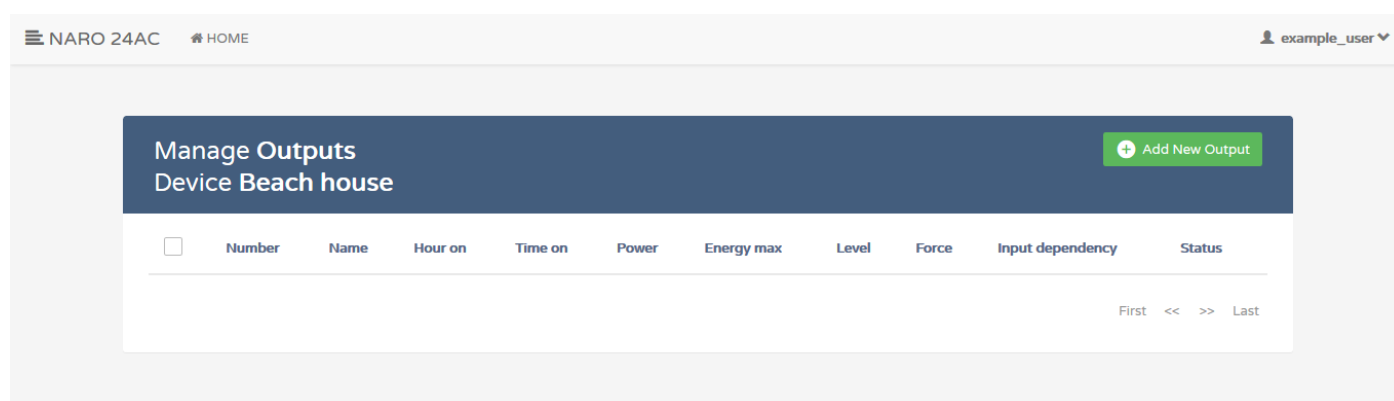 NARO 24AC HOME example_user
Manage Outputs
Add New Output
Device Beach house
Number Name Hour on Time on Power Energy max Level Force Input dependency Status
First << >> Last